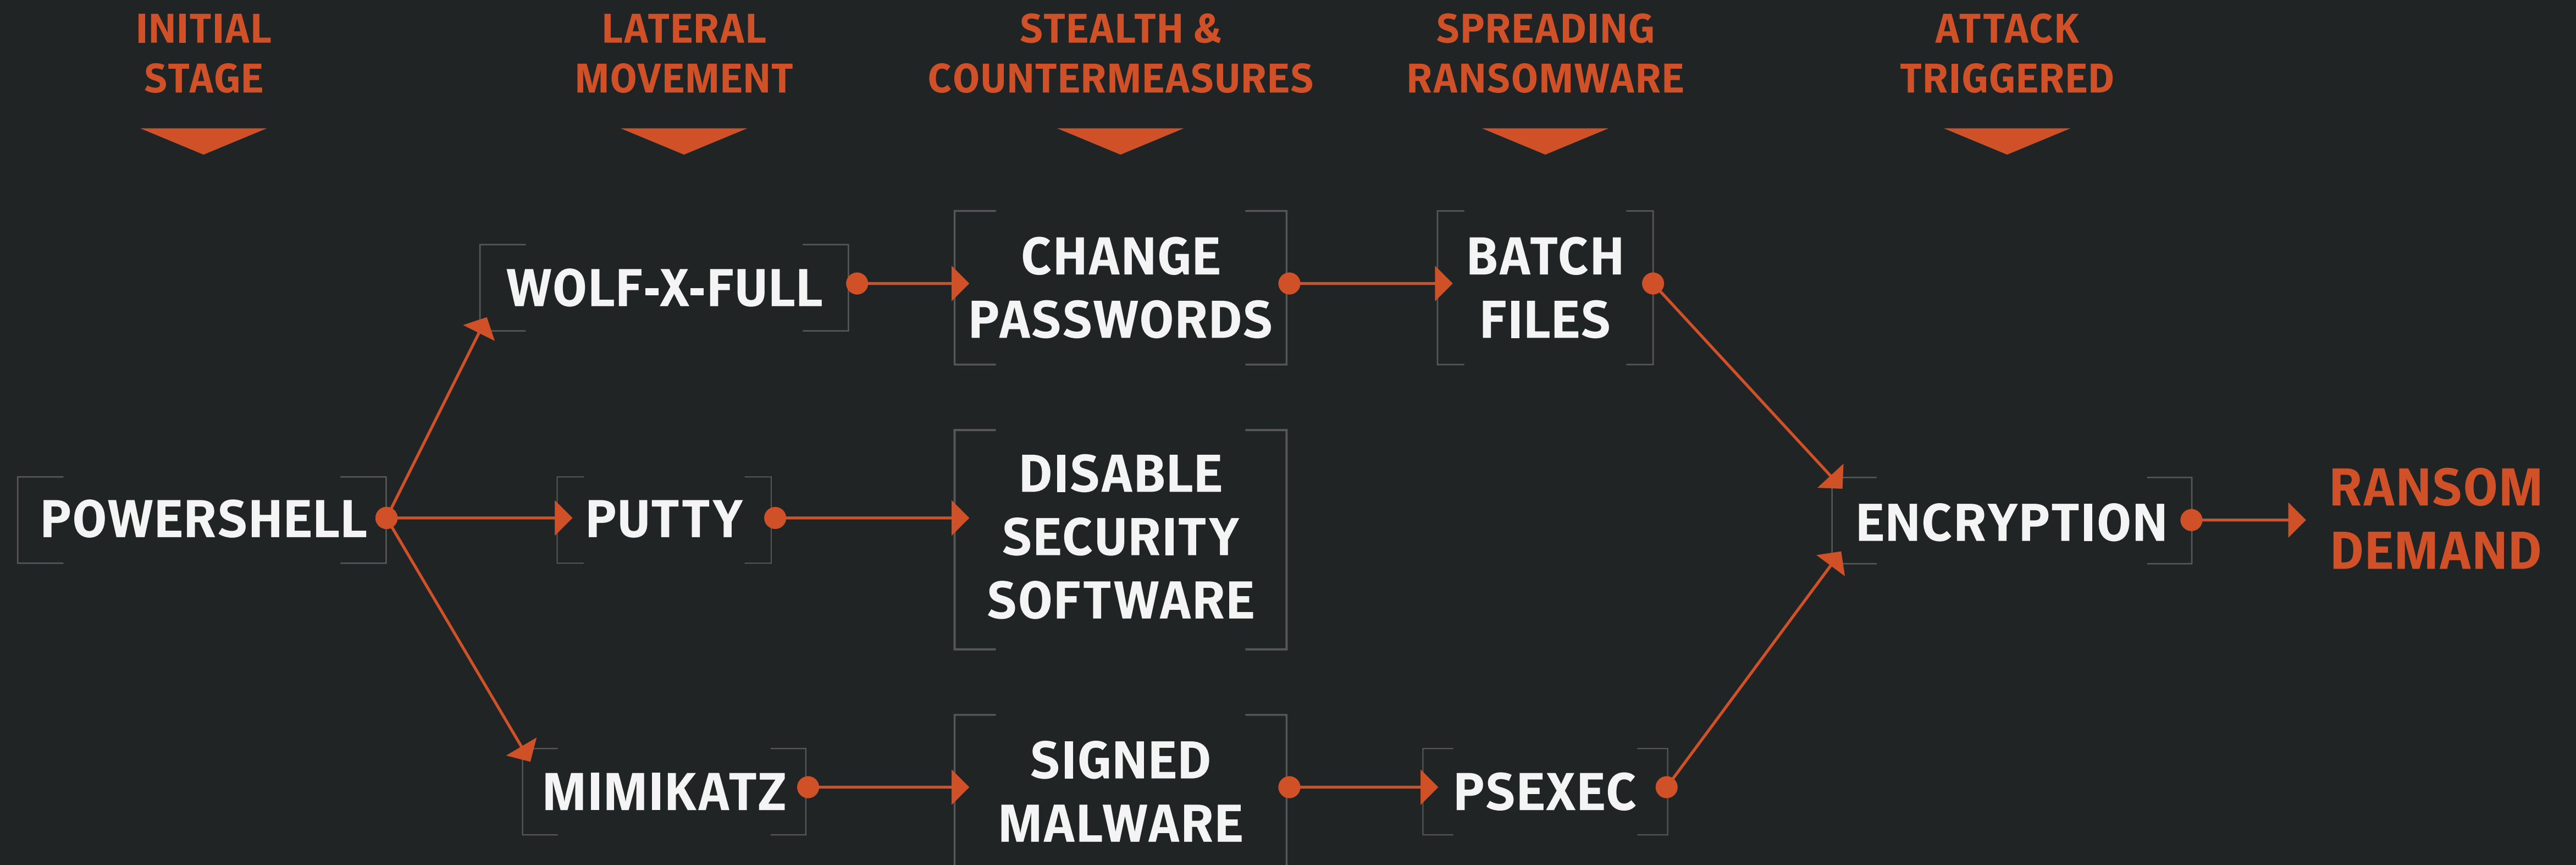 INITIAL
STAGE
LATERAL
MOVEMENT
STEALTH &
COUNTERMEASURES
SPREADING
RANSOMWARE
ATTACK
TRIGGERED
WOLF-X-FULL
CHANGE
PASSWORDS
BATCH
FILES
POWERSHELL
PUTTY
DISABLE
SECURITY
SOFTWARE
ENCRYPTION
RANSOM
DEMAND
MIMIKATZ
SIGNED
MALWARE
PSEXEC